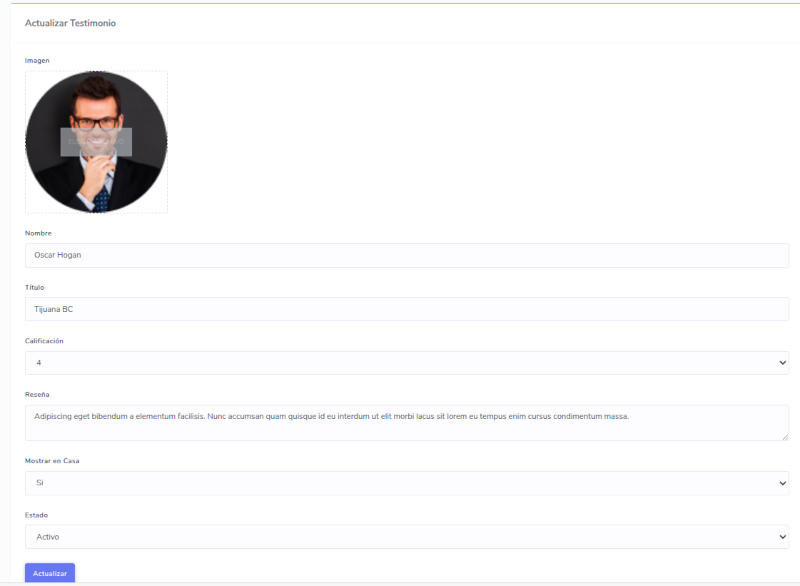 Actualizar Testimonio
Imagen
Nombre
Oscar Hogan
Título
Tijuana BC
Calificación
4
Reseña
Adipiscing eget bibendum a elementum facilisis. Nunc accumsan quam quisque id eu interdum ut elit morbi lacus sit lorem eu tempus enim cursus condimentum massa.
Mostrar en Casa
Si
Estado
Activo
Actualizar